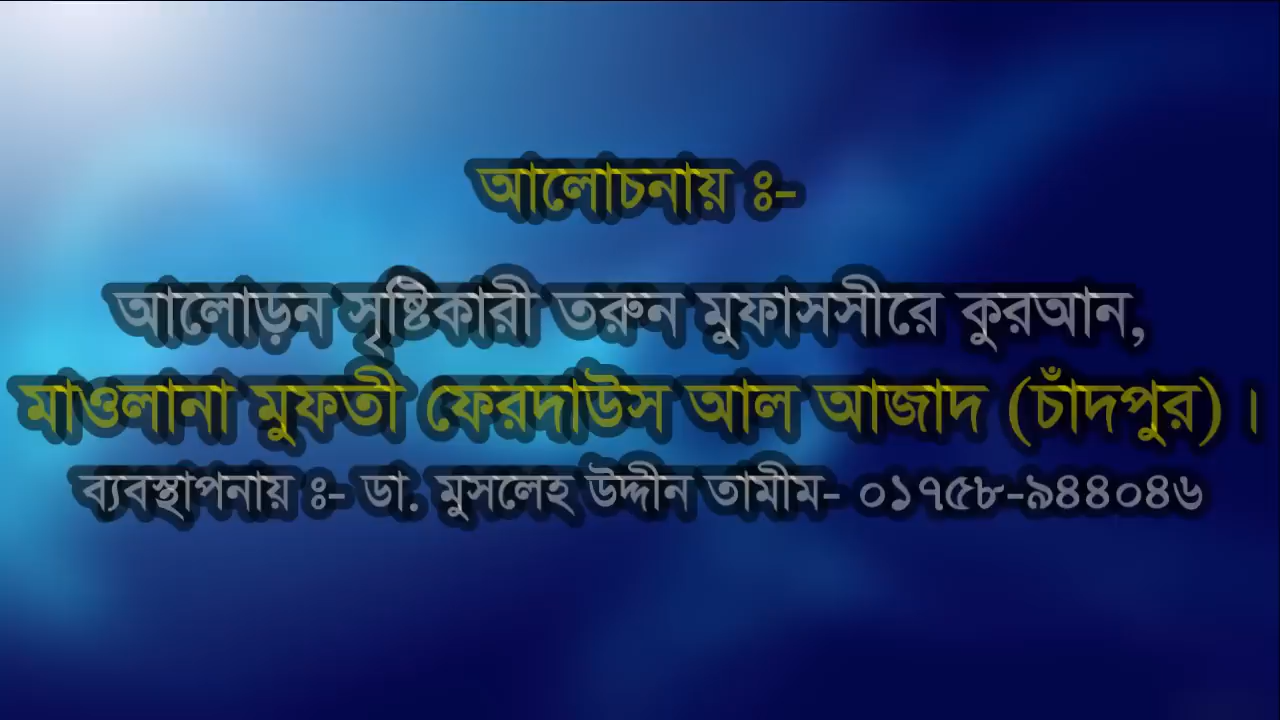 আলোচনায় ঃ-
আলোড়ন সৃষ্টিকারী তরুন মুফাসসীরে কুরআন,
মাওলানা মুফতী ফেরদাউস আল আজাদ (চাঁদপুর) ।
ব্যবস্থাপনায় ঃ- ডা. মুসলেহ উদ্দীন তামীম- ০১৭৫৮-৯৪৪০৪৬